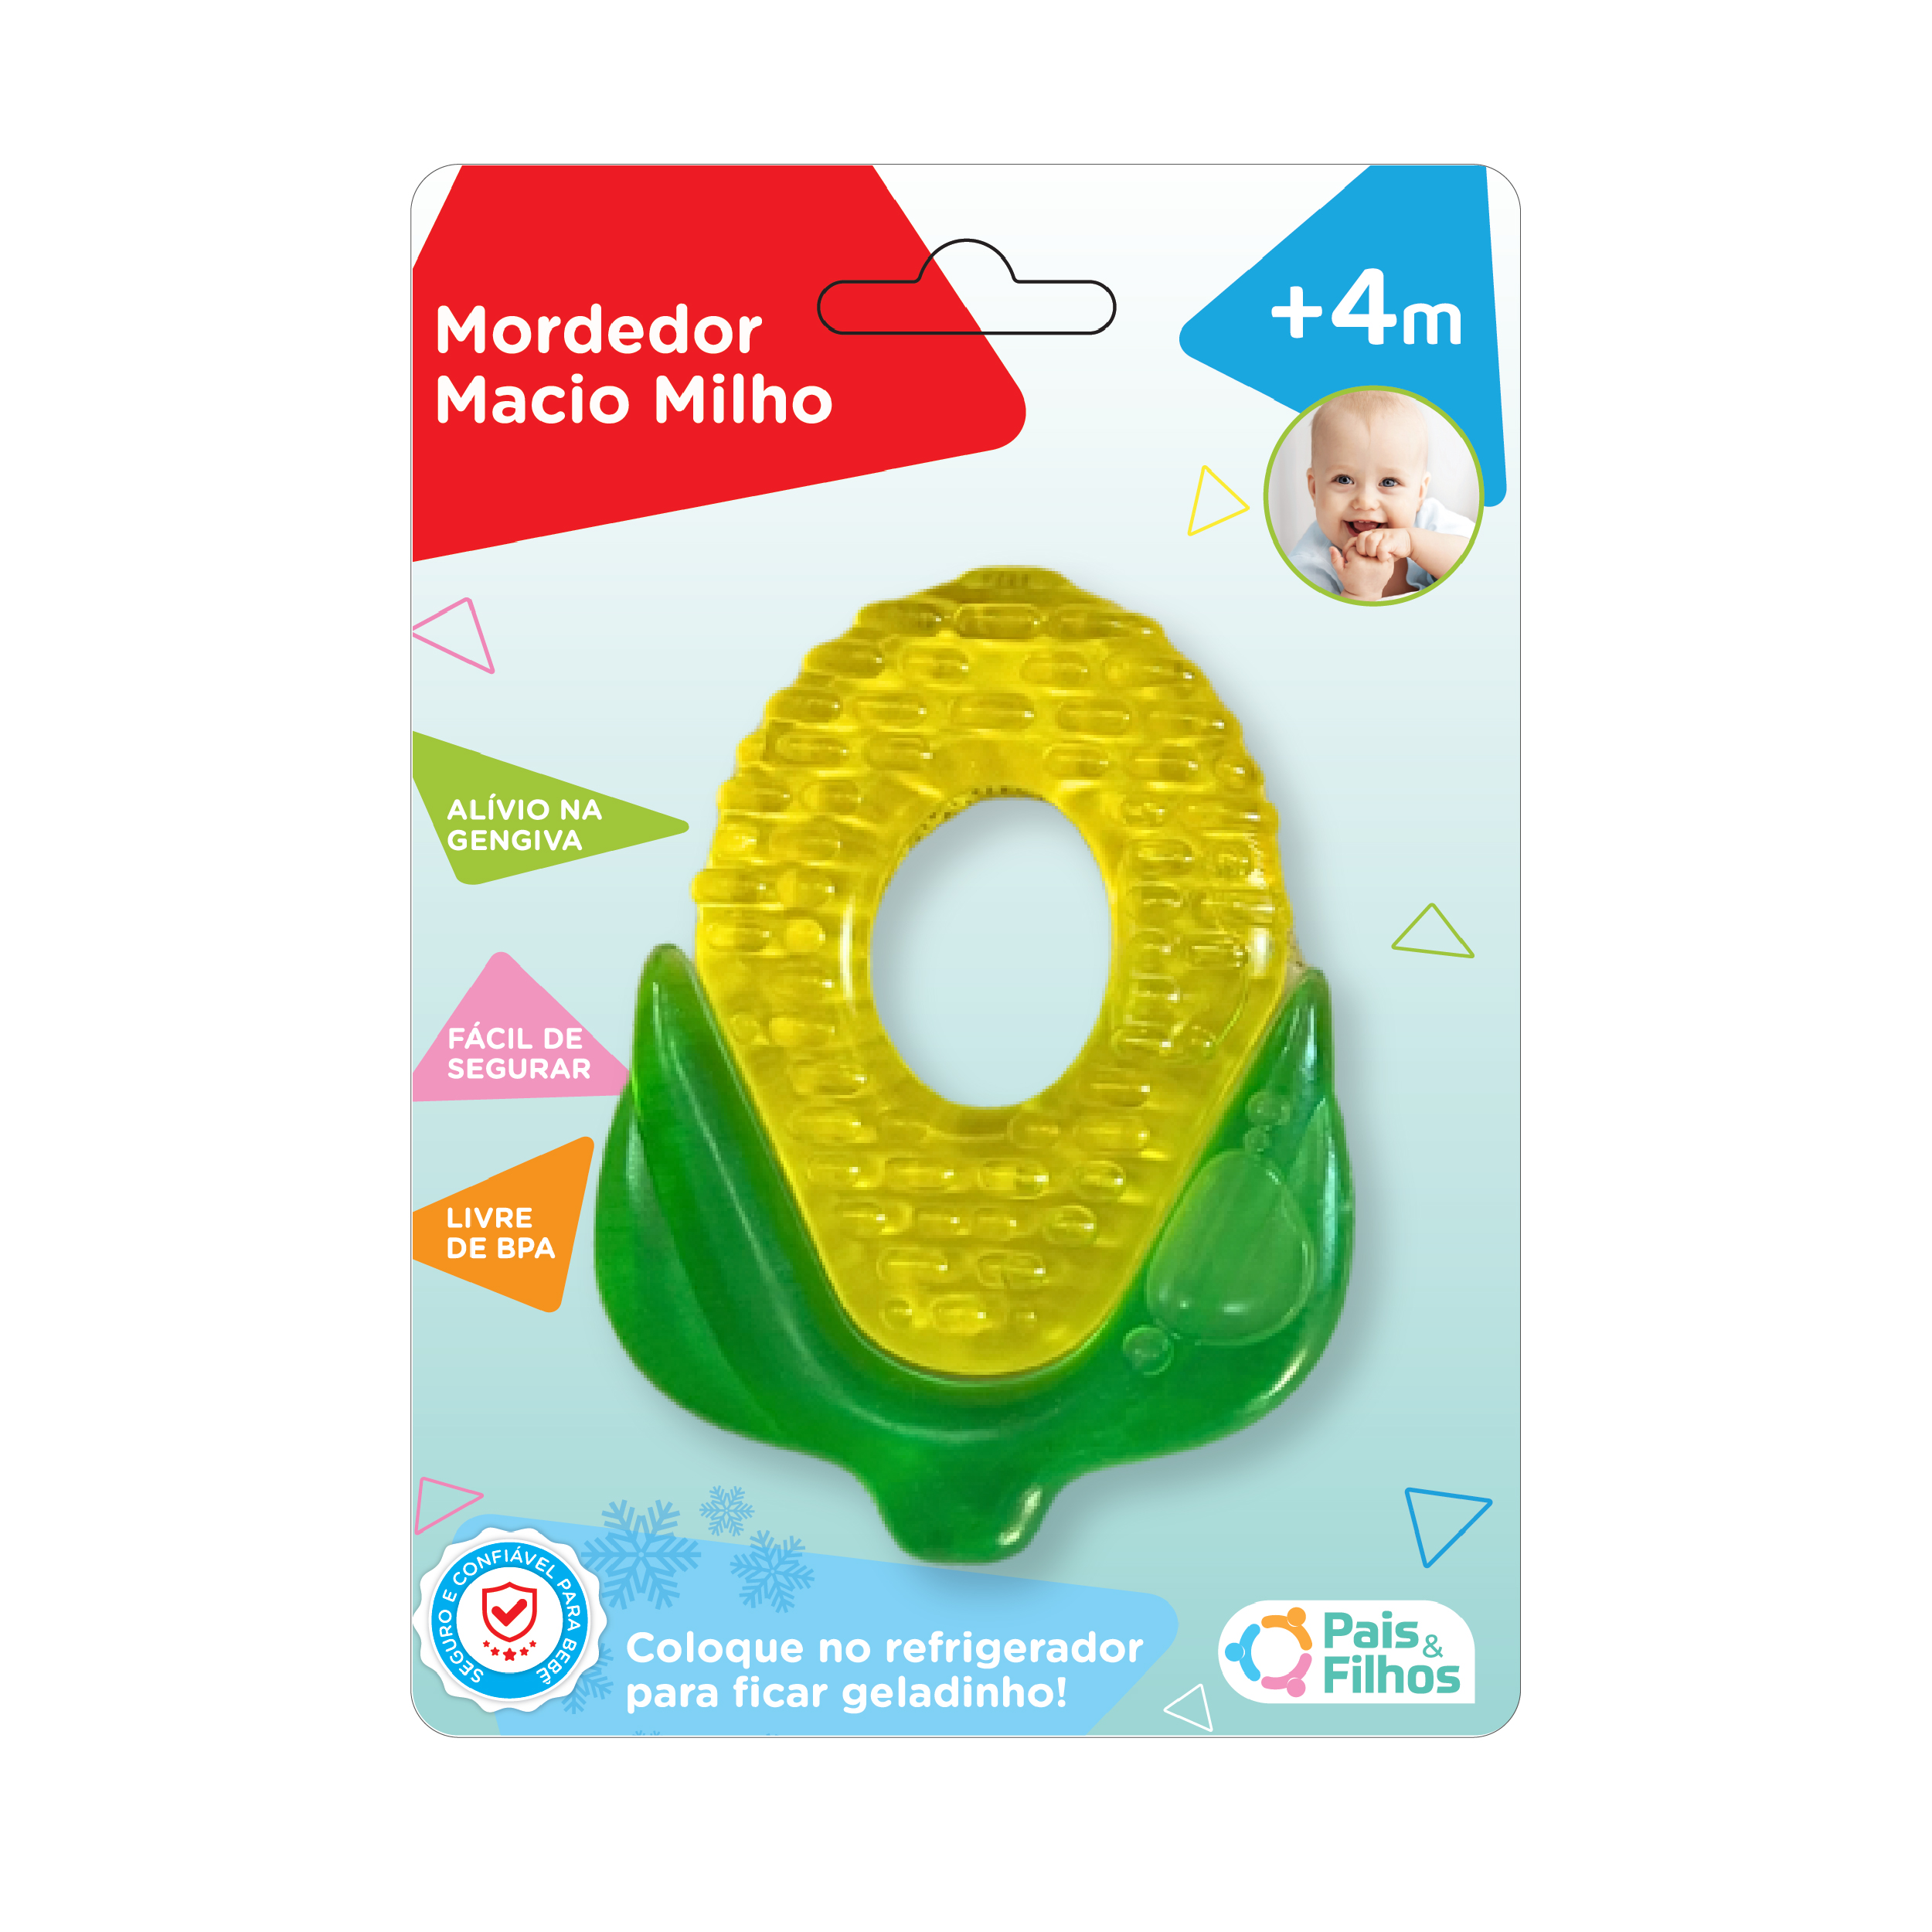 Mordedor
Macio Milho
+4m
ALÍVIO NA
GENGIVA
FÁCIL DE
SEGURAR
LIVRE
DE BPA
SEGURO E CONFIÁVEL PARA BEBÊ
Coloque no refrigerador
para ficar geladinho!
Pais &
Filhos